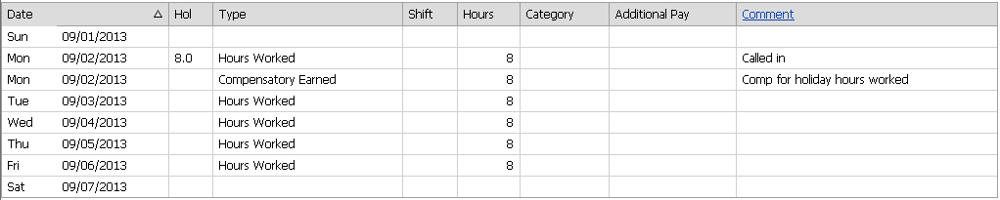 Date Hol Type Shift Hours Category Additional Pay Comment
Sun 09/01/2013
Mon 09/02/2013 8.0 Hours Worked 8 Called in
Mon 09/02/2013 Compensatory Earned 8 Comp for holiday hours worked
Tue 09/03/2013 Hours Worked 8
Wed 09/04/2013 Hours Worked 8
Thu 09/05/2013 Hours Worked 8
Fri 09/06/2013 Hours Worked 8
Sat 09/07/2013